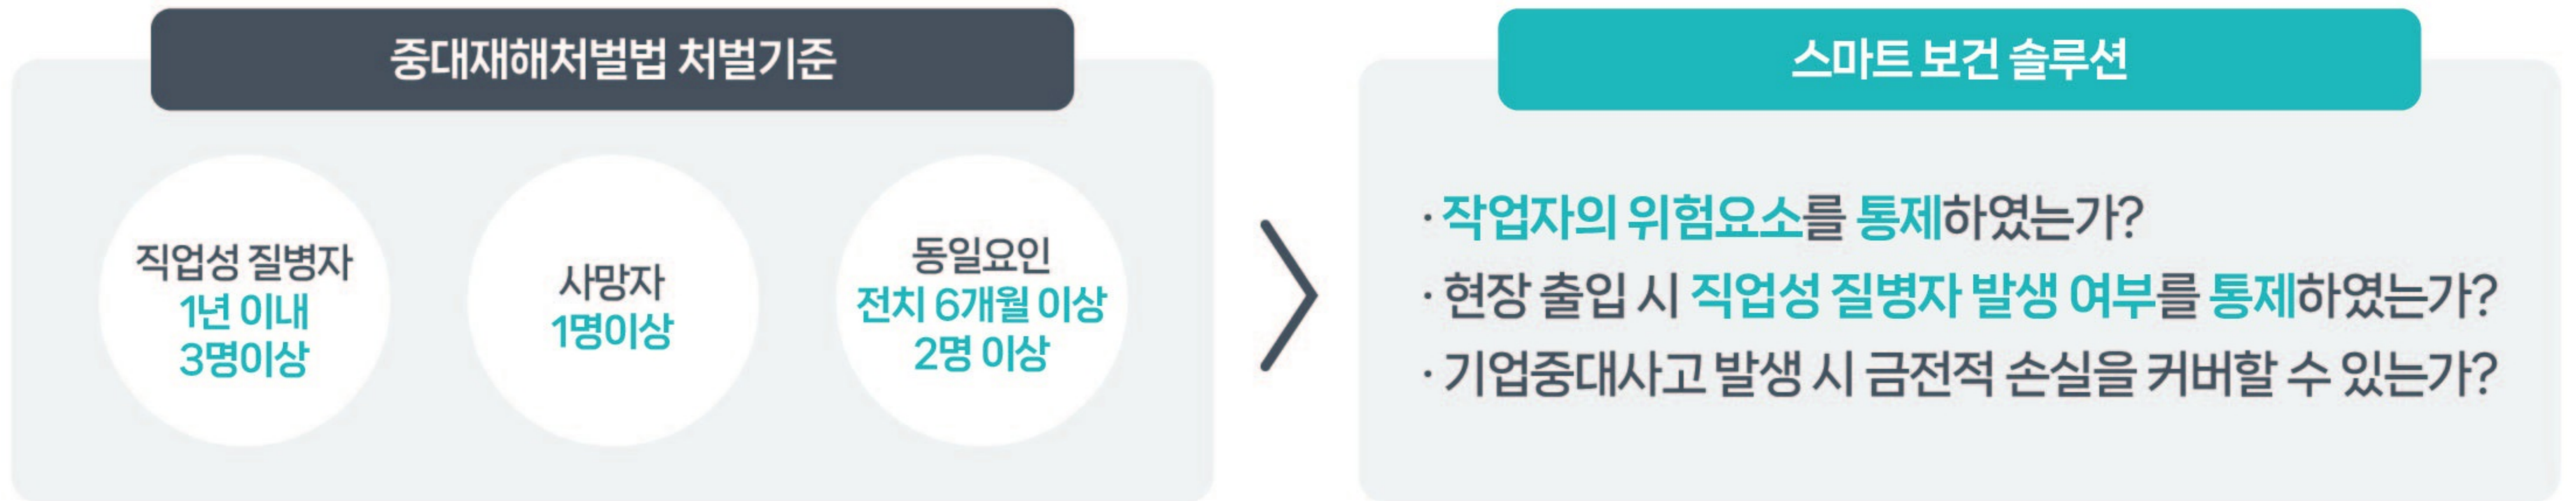 중대재해처벌법 처벌기준
직업성 질병자
1년 이내
3명이상
사망자
1명이상
동일요인
전치 6개월 이상
2명 이상
스마트 보건 솔루션
· 작업자의 위험요소를 통제하였는가?
· 현장 출입 시 직업성 질병자 발생 여부를 통제하였는가?
· 기업중대사고 발생 시 금전적 손실을 커버할 수 있는가?